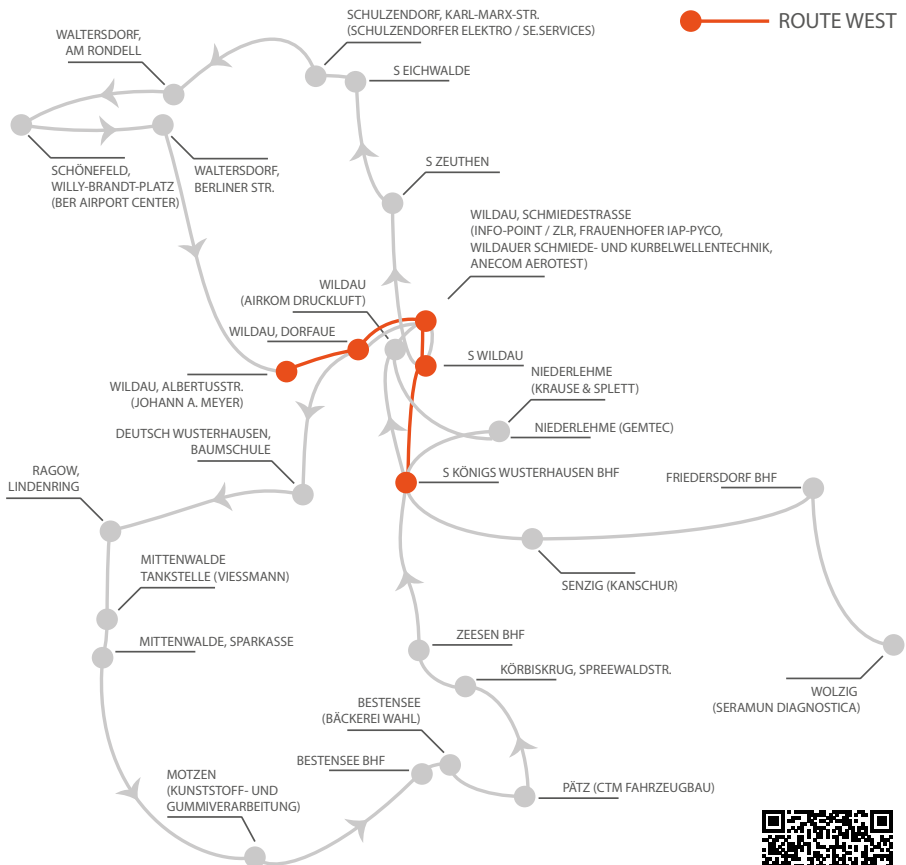 SCHULZENDORF, KARL-MARX-STR.
(SCHULZENDORFER ELEKTRO / SE.SERVICES)
ROUTE WEST
WALTERSDORF,
AM RONDELL
S EICHWALDE
SCHÖNEFELD,
WILLY-BRANDT-PLATZ
(BER AIRPORT CENTER)
WALTERSDORF,
BERLINER STR.
S ZEUTHEN
WILDAU, SCHMIEDESTRASSE
(INFO-POINT / ZLR, FRAUENHOFER IAP-PYCO,
WILDAUER SCHMIEDE- UND KURBELWELLENTECHNIK,
ANECOM AEROTEST)
WILDAU
(AIRKOM DRUCKLUFT)
WILDAU, DORFAUE
S WILDAU
WILDAU, ALBERTUSSTR.
(JOHANN A. MEYER)
NIEDERLEHME
(KRAUSE & SPLETT)
NIEDERLEHME (GEMTEC)
DEUTSCH WUSTERHAUSEN,
BAUMSCHULE
RAGOW,
LINDENRING
S KÖNIGS WUSTERHAUSEN BHF
FRIEDERSDORF BHF
MITTENWALDE
TANKSTELLE (VIESSMANN)
SENZIG (KANSCHUR)
MITTENWALDE, SPARKASSE
ZEESEN BHF
KÖRBISKRUG, SPREEWALDSTR.
WOLZIG
(SERAMUN DIAGNOSTICA)
BESTENSEE
(BÄCKEREI WAHL)
BESTENSEE BHF
MOTZEN
(KUNSTSTOFF- UND
GUMMIVERARBEITUNG)
PÄTZ (CTM FAHRZEUGBAU)